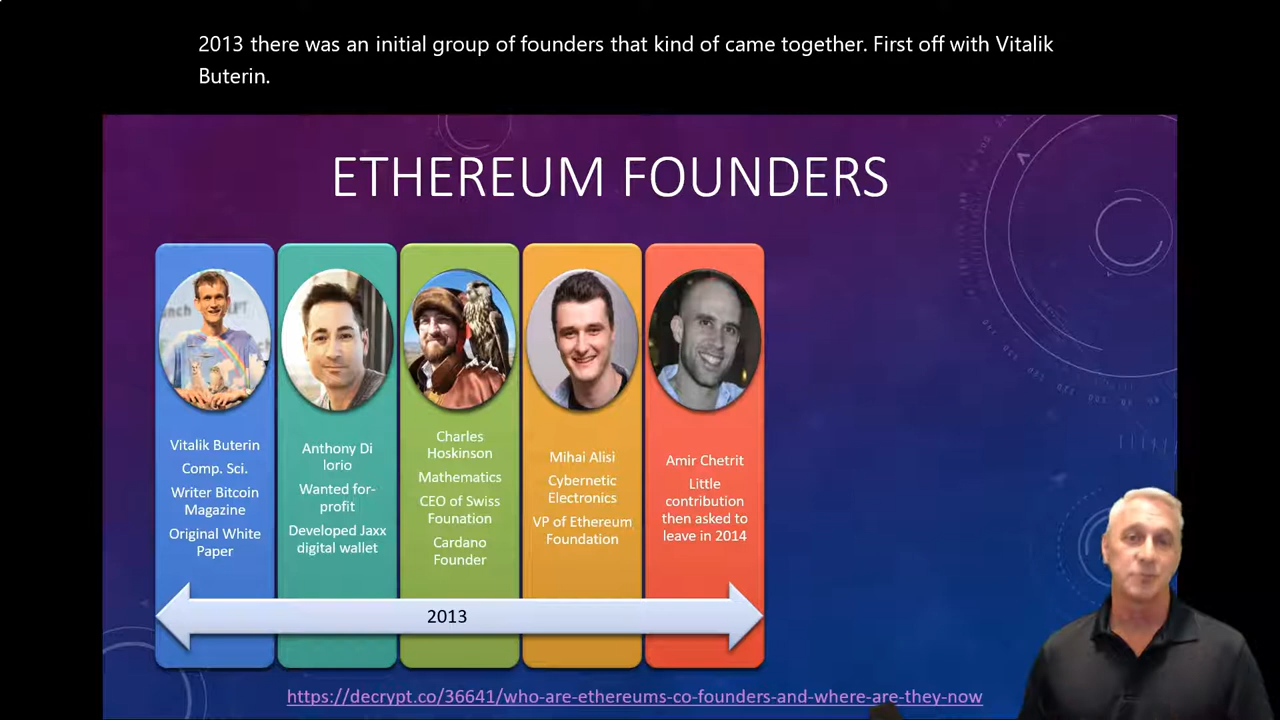 2013 there was an initial group of founders that kind of came together. First off with Vitalik
Buterin.
ETHEREUM FOUNDERS
Vitalik Buterin
Comp. Sci.
Writer Bitcoin
Magazine
Original White
Paper
Anthony Di
Iorio
Wanted for-
profit
Developed Jaxx
digital wallet
Charles
Hoskinson
Mathematics
CEO of Swiss
Founation
Cardano
Founder
Mihai Alisi
Cybernetic
Electronics
VP of Ethereum
Foundation
Amir Chetrit
Little
contribution
then asked to
leave in 2014
2013
https://decrypt.co/36641/who-are-ethereums-co-founders-and-where-are-they-now